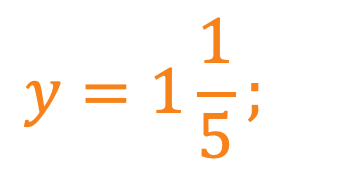 y = 1 1/5;